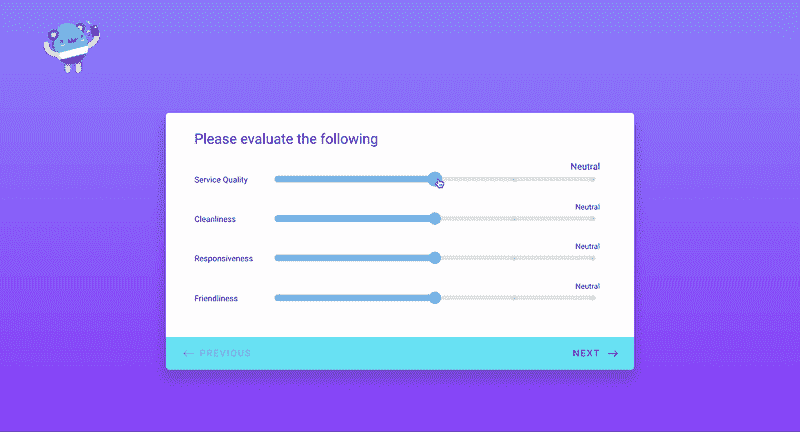 Please evaluate the following
Neutral
Service Quality
Neutral
Cleanliness
Neutral
Responsiveness
Neutral
Friendliness
← PREVIOUS
NEXT →